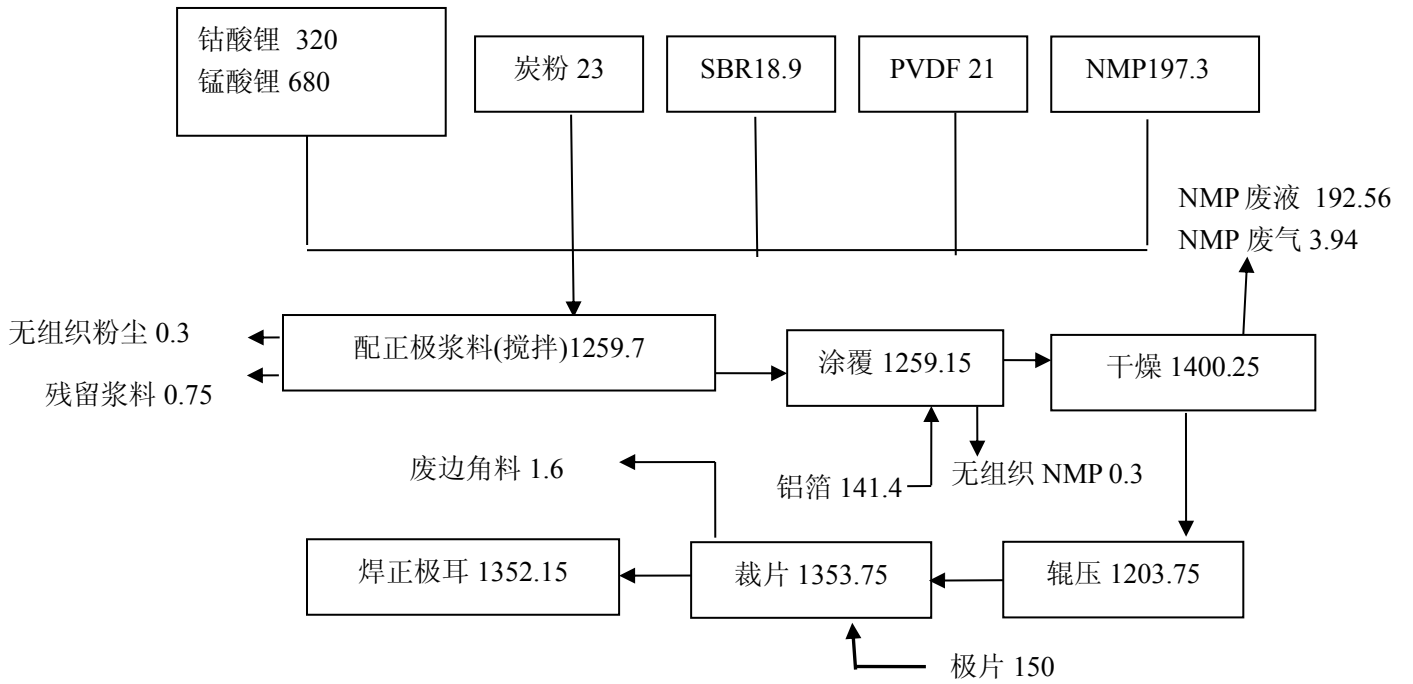 钴酸锂 320
锰酸锂 680
炭粉 23
SBR18.9
PVDF 21
NMP197.3
NMP 废液 192.56
NMP 废气 3.94
无组织粉尘 0.3
残留浆料 0.75
配正极浆料(搅拌)1259.7
涂覆 1259.15
干燥 1400.25
废边角料 1.6
铝箔 141.4
无组织 NMP 0.3
焊正极耳 1352.15
裁片 1353.75
辊压 1203.75
极片 150